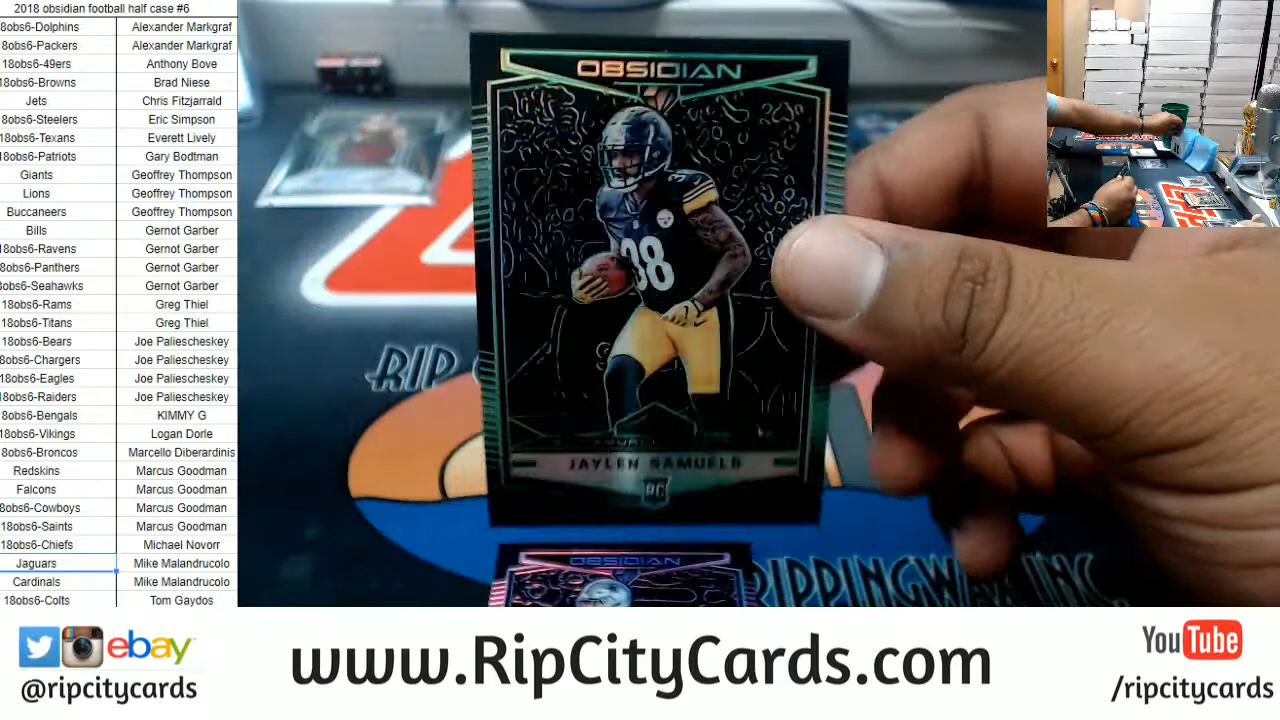 2018 obsidian football half case #6
8obs6-Dolphins Alexander Markgraf
8obs6-Packers Alexander Markgraf
18obs6-49ers Anthony Bove
18obs6-Browns Brad Niese
Jets Chris Fitzjarrald
8obs6-Steelers Eric Simpson
18obs6-Texans Everett Lively
18obs6-Patriots Gary Bodtman
Giants Geoffrey Thompson
Lions Geoffrey Thompson
Buccaneers Geoffrey Thompson
Bills Gernot Garber
18obs6-Ravens Gernot Garber
8obs6-Panthers Gernot Garber
8obs6-Seahawks Gernot Garber
18obs6-Rams Greg Thiel
18obs6-Titans Greg Thiel
18obs6-Bears Joe Paliescheskey
8obs6-Chargers Joe Paliescheskey
18obs6-Eagles Joe Paliescheskey
18obs6-Raiders Joe Paliescheskey
8obs6-Bengals KIMMY G
18obs6-Vikings Logan Dorle
8obs6-Broncos Marcello Diberardinis
Redskins Marcus Goodman
Falcons Marcus Goodman
8obs6-Cowboys Marcus Goodman
18obs6-Saints Marcus Goodman
18obs6-Chiefs Michael Novorr
Jaguars Mike Malandrucolo
Cardinals Mike Malandrucolo
18obs6-Colts Tom Gaydos
OBSIDIAN
38
38
JAYLEN SAMUELS
RC
OBSIDIAN
RIP
RIPPINGWAX INC.
ebay
@ripcitycards
www.RipCityCards.com
YouTube
/ripcitycards